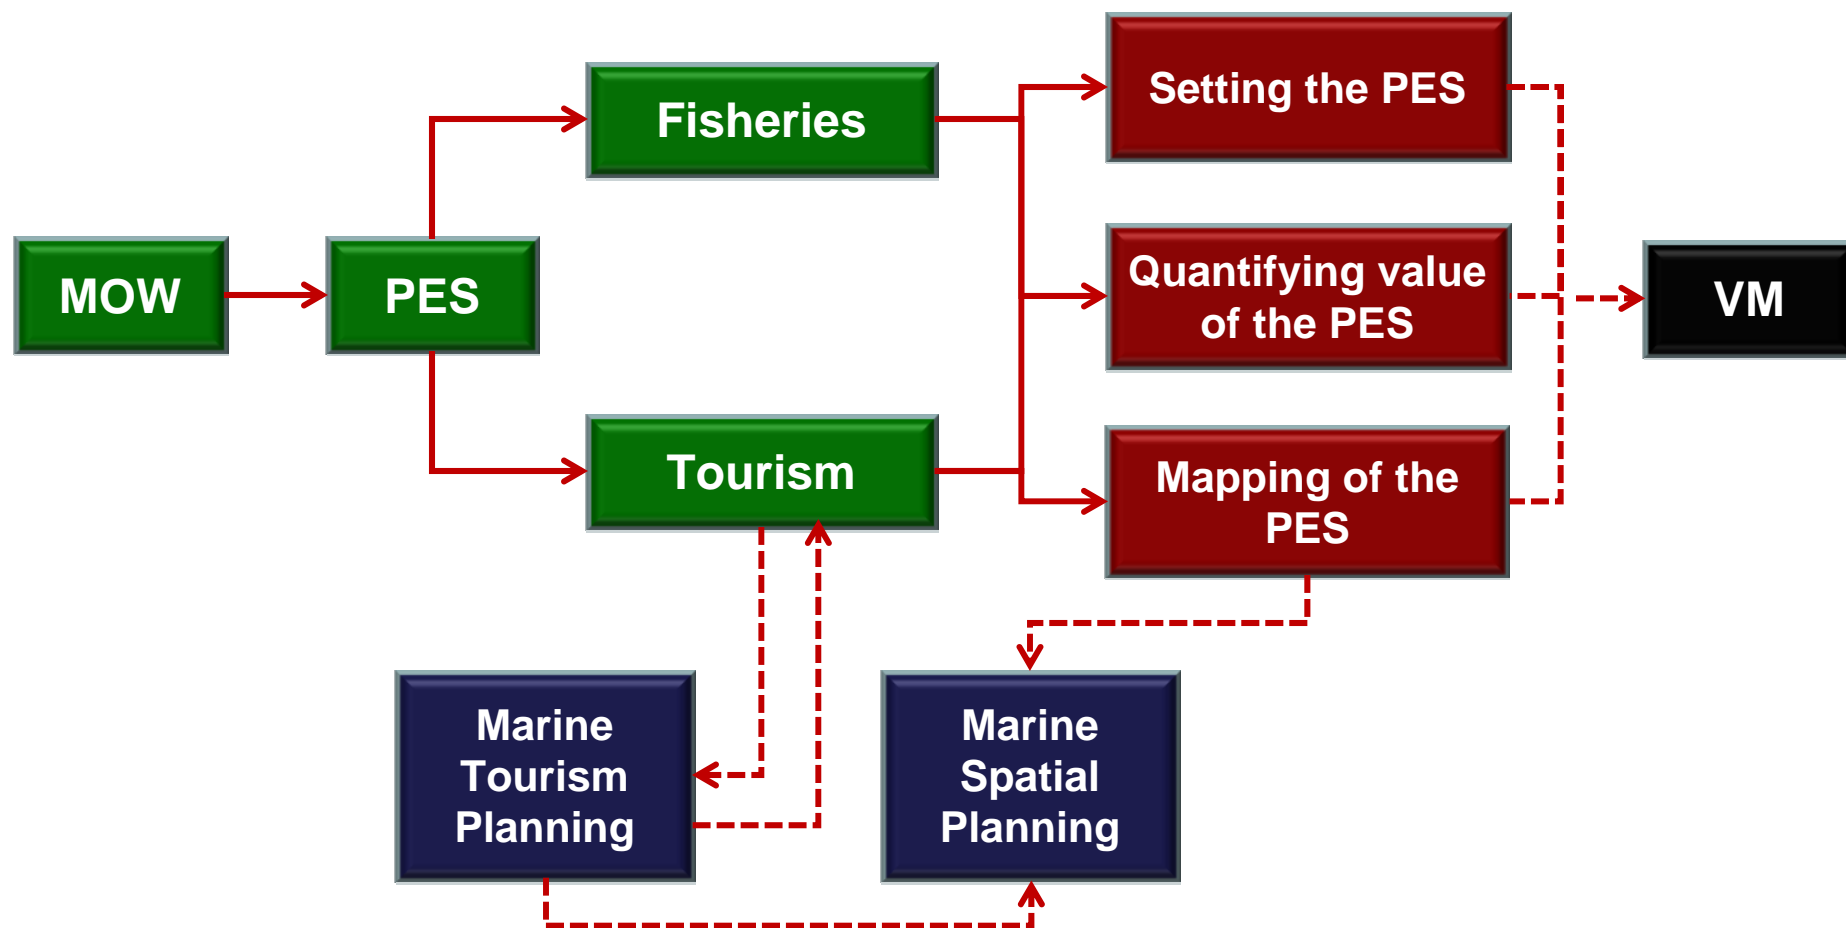 MOW
PES
Fisheries
Tourism
Setting the PES
Quantifying value
of the PES
Mapping of the
PES
VM
Marine
Tourism
Planning
Marine
Spatial
Planning